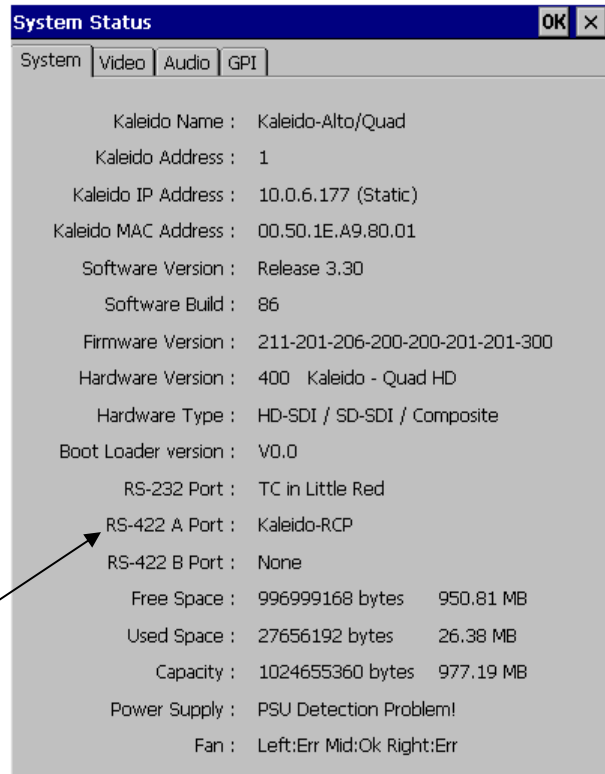 System Status OK ×
System Video Audio GPI
Kaleido Name : Kaleido-Alto/Quad
Kaleido Address : 1
Kaleido IP Address : 10.0.6.177 (Static)
Kaleido MAC Address : 00.50.1E.A9.80.01
Software Version : Release 3.30
Software Build : 86
Firmware Version : 211-201-206-200-200-201-201-300
Hardware Version : 400 Kaleido - Quad HD
Hardware Type : HD-SDI / SD-SDI / Composite
Boot Loader version : V0.0
RS-232 Port : TC in Little Red
RS-422 A Port : Kaleido-RCP
RS-422 B Port : None
Free Space : 996999168 bytes 950.81 MB
Used Space : 27656192 bytes 26.38 MB
Capacity : 1024655360 bytes 977.19 MB
Power Supply : PSU Detection Problem!
Fan : Left:Err Mid:Ok Right:Err